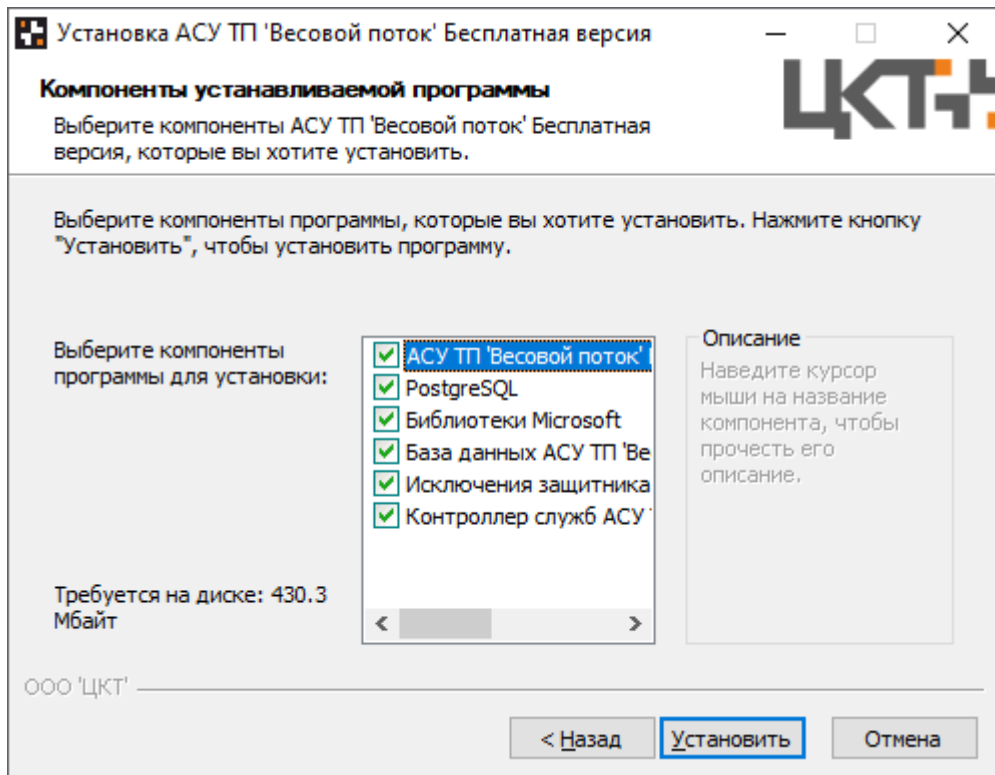 Установка АСУ ТП 'Весовой поток' Бесплатная версия
Компоненты устанавливаемой программы
Выберите компоненты АСУ ТП 'Весовой поток' Бесплатная
версия, которые вы хотите установить.
ЦКТ
Выберите компоненты программы, которые вы хотите установить. Нажмите кнопку
"Установить", чтобы установить программу.
Выберите компоненты
программы для установки:
АСУ ТП 'Весовой поток'
PostgreSQL
Библиотеки Microsoft
База данных АСУ ТП 'Ве
Исключения защитника
Контроллер служб АСУ
Описание
Наведите курсор
мыши на название
компонента, чтобы
прочесть его
описание.
Требуется на диске: 430.3
Мбайт
ООО 'ЦКТ'
< Назад
Установить
Отмена